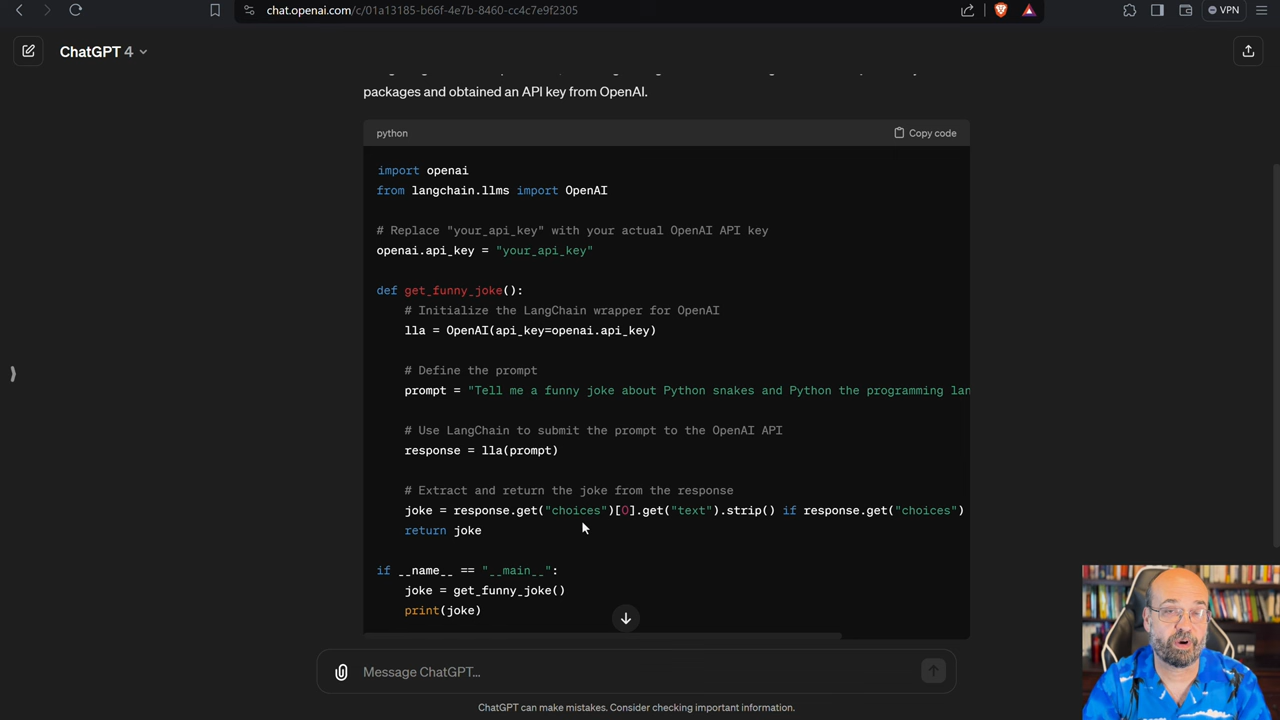 chat.openai.com/c/01a13185-b66f-4e7b-8460-cc4c7e9f2305
VPN
ChatGPT 4
packages and obtained an API key from OpenAI.
python
Copy code
import openai
from langchain.llms import OpenAI
# Replace "your_api_key" with your actual OpenAI API key
openai.api_key = "your_api_key"
def get_funny_joke():
# Initialize the LangChain wrapper for OpenAI
lla = OpenAI(api_key=openai.api_key)
# Define the prompt
prompt = "Tell me a funny joke about Python snakes and Python the programming lan
# Use LangChain to submit the prompt to the OpenAI API
response = lla(prompt)
# Extract and return the joke from the response
joke = response.get("choices")[0].get("text").strip() if response.get("choices")
return joke
if __name__ == "__main__":
joke = get_funny_joke()
print(joke)
Message ChatGPT...
ChatGPT can make mistakes. Consider checking important information.